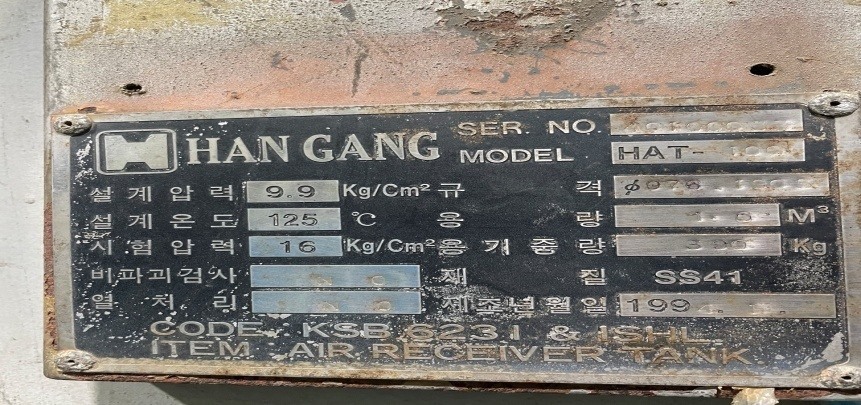 HAN GANG
SER. NO.
MODEL HAT-
설계압력 9.9 Kg/Cm²
규격
설계온도 125 ℃
용량 M³
시험압력 16 Kg/Cm²
용기중량 Kg
비파괴검사
재질 SS41
열처리
제조년월일 199
CODE. KSB 6231 & ISHL.
ITEM AIR RECEIVER TANK